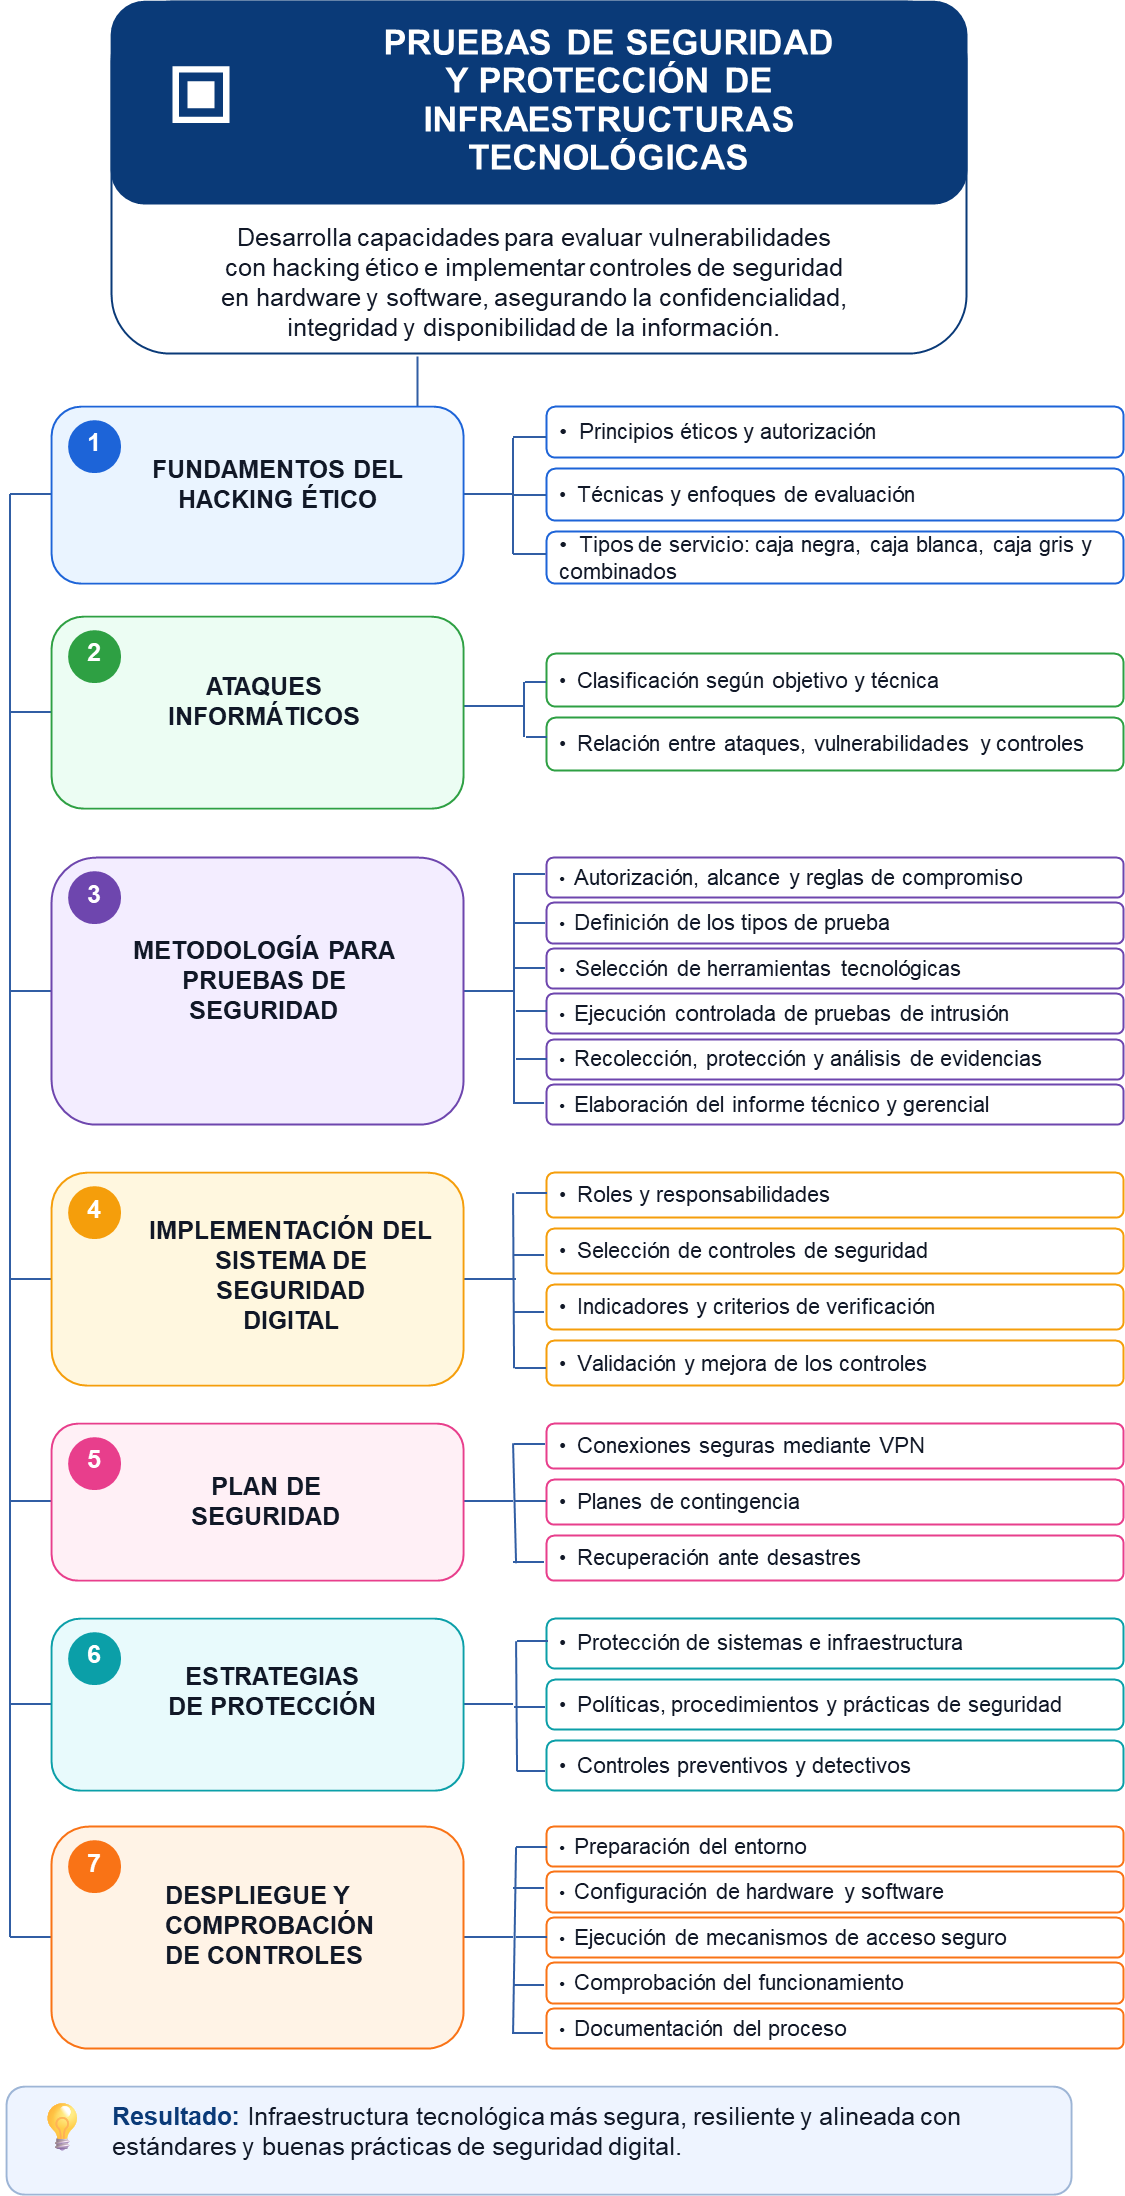 PRUEBAS DE SEGURIDAD
Y PROTECCIÓN DE
INFRAESTRUCTURAS
TECNOLÓGICAS
Desarrolla capacidades para evaluar vulnerabilidades
con hacking ético e implementar controles de seguridad
en hardware y software, asegurando la confidencialidad,
integridad y disponibilidad de la información.
1
FUNDAMENTOS DEL
HACKING ÉTICO
• Principios éticos y autorización
• Técnicas y enfoques de evaluación
• Tipos de servicio: caja negra, caja blanca, caja gris y
combinados
2
ATAQUES
INFORMÁTICOS
• Clasificación según objetivo y técnica
• Relación entre ataques, vulnerabilidades y controles
3
METODOLOGÍA PARA
PRUEBAS DE
SEGURIDAD
• Autorización, alcance y reglas de compromiso
• Definición de los tipos de prueba
• Selección de herramientas tecnológicas
• Ejecución controlada de pruebas de intrusión
• Recolección, protección y análisis de evidencias
• Elaboración del informe técnico y gerencial
4
IMPLEMENTACIÓN DEL
SISTEMA DE
SEGURIDAD
DIGITAL
• Roles y responsabilidades
• Selección de controles de seguridad
• Indicadores y criterios de verificación
• Validación y mejora de los controles
5
PLAN DE
SEGURIDAD
• Conexiones seguras mediante VPN
• Planes de contingencia
• Recuperación ante desastres
6
ESTRATEGIAS
DE PROTECCIÓN
• Protección de sistemas e infraestructura
• Políticas, procedimientos y prácticas de seguridad
• Controles preventivos y detectivos
7
DESPLIEGUE Y
COMPROBACIÓN
DE CONTROLES
• Preparación del entorno
• Configuración de hardware y software
• Ejecución de mecanismos de acceso seguro
• Comprobación del funcionamiento
• Documentación del proceso
Resultado: Infraestructura tecnológica más segura, resiliente y alineada con
estándares y buenas prácticas de seguridad digital.